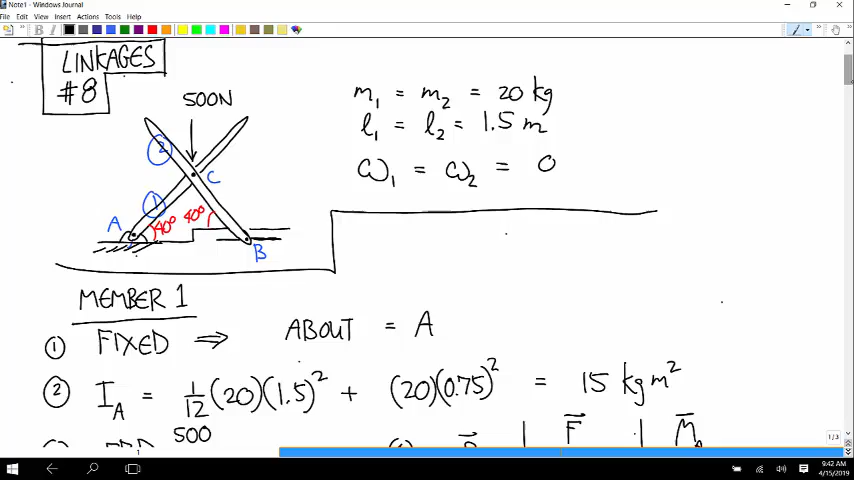 Note1 - Windows Journal
File Edit View Insert Actions Tools Help
LINKAGES
#8
500N
m₁ = m₂ = 20 kg
l₁ = l₂ = 1.5 m
ω₁ = ω₂ = 0
2
C
1
A
40° 40°
B
MEMBER 1
① FIXED ⇒ ABOUT = A
② I_A = 1/12 (20)(1.5)² + (20)(0.75)² = 15 kg m²
500
F⃗
1/3
9:42 AM
4/15/2019